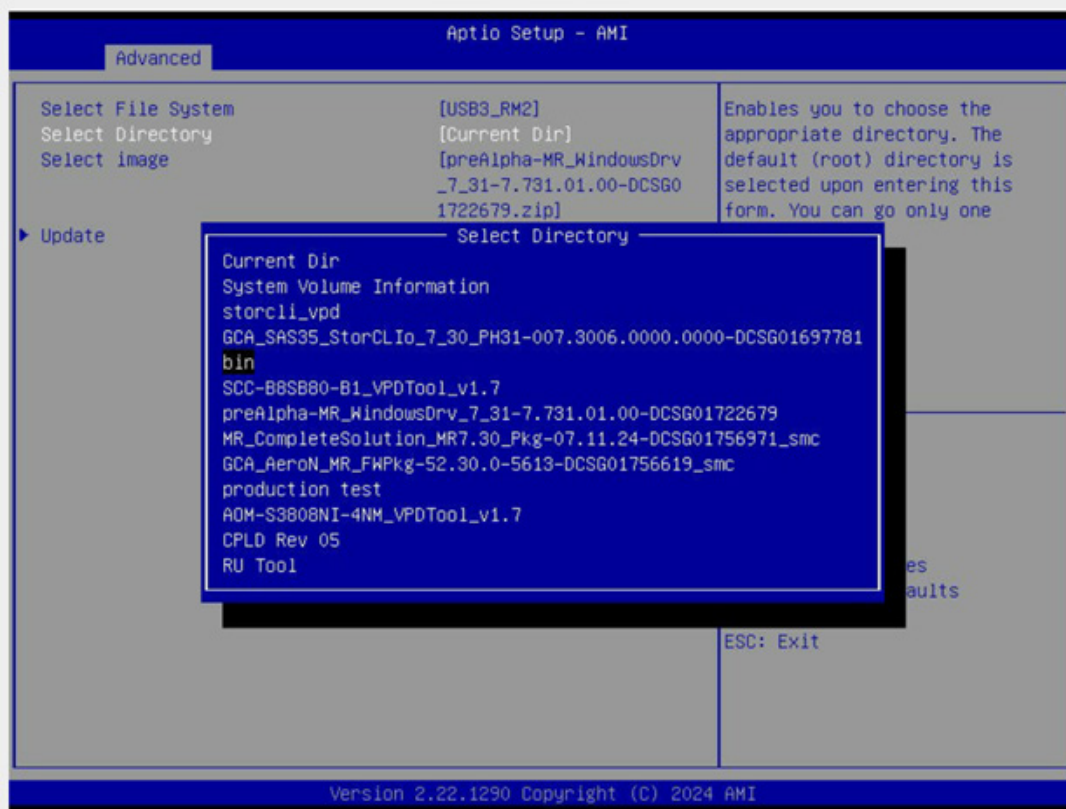 Aptio Setup - AMI
Advanced
Select File System [USB3_RM2]
Select Directory [Current Dir]
Select image [preAlpha-MR_WindowsDrv
_7_31-7.731.01.00-DCSG0
1722679.zip]
Update
Enables you to choose the
appropriate directory. The
default (root) directory is
selected upon entering this
form. You can go only one
Select Directory
Current Dir
System Volume Information
storcli_vpd
GCA_SAS35_StorCLIo_7_30_PH31-007.3006.0000.0000-DCSG01697781
bin
SCC-B8SB80-B1_VPDTool_v1.7
preAlpha-MR_WindowsDrv_7_31-7.731.01.00-DCSG01722679
MR_CompleteSolution_MR7.30_Pkg-07.11.24-DCSG01756971_smc
GCA_AeroN_MR_FWPkg-52.30.0-5613-DCSG01756619_smc
production test
AOM-S3808NI-4NM_VPDTool_v1.7
CPLD Rev 05
RU Tool
es
aults
ESC: Exit
Version 2.22.1290 Copyright (C) 2024 AMI